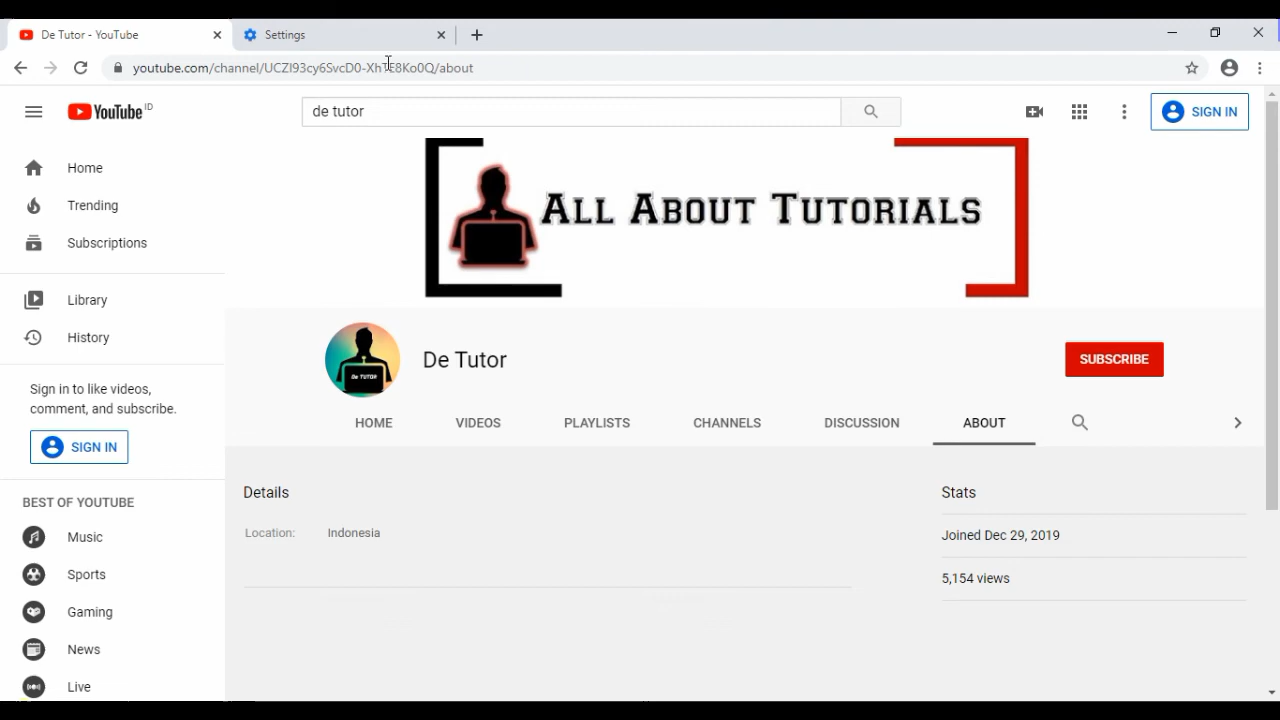 De Tutor - YouTube
Settings
youtube.com/channel/UCZI93cy6SvcD0-XhTE8Ko0Q/about
YouTube ID
de tutor
SIGN IN
Home
Trending
Subscriptions
Library
History
Sign in to like videos,
comment, and subscribe.
SIGN IN
BEST OF YOUTUBE
Music
Sports
Gaming
News
Live
ALL ABOUT TUTORIALS
De TUTOR
De Tutor
SUBSCRIBE
HOME
VIDEOS
PLAYLISTS
CHANNELS
DISCUSSION
ABOUT
Details
Location: Indonesia
Stats
Joined Dec 29, 2019
5,154 views